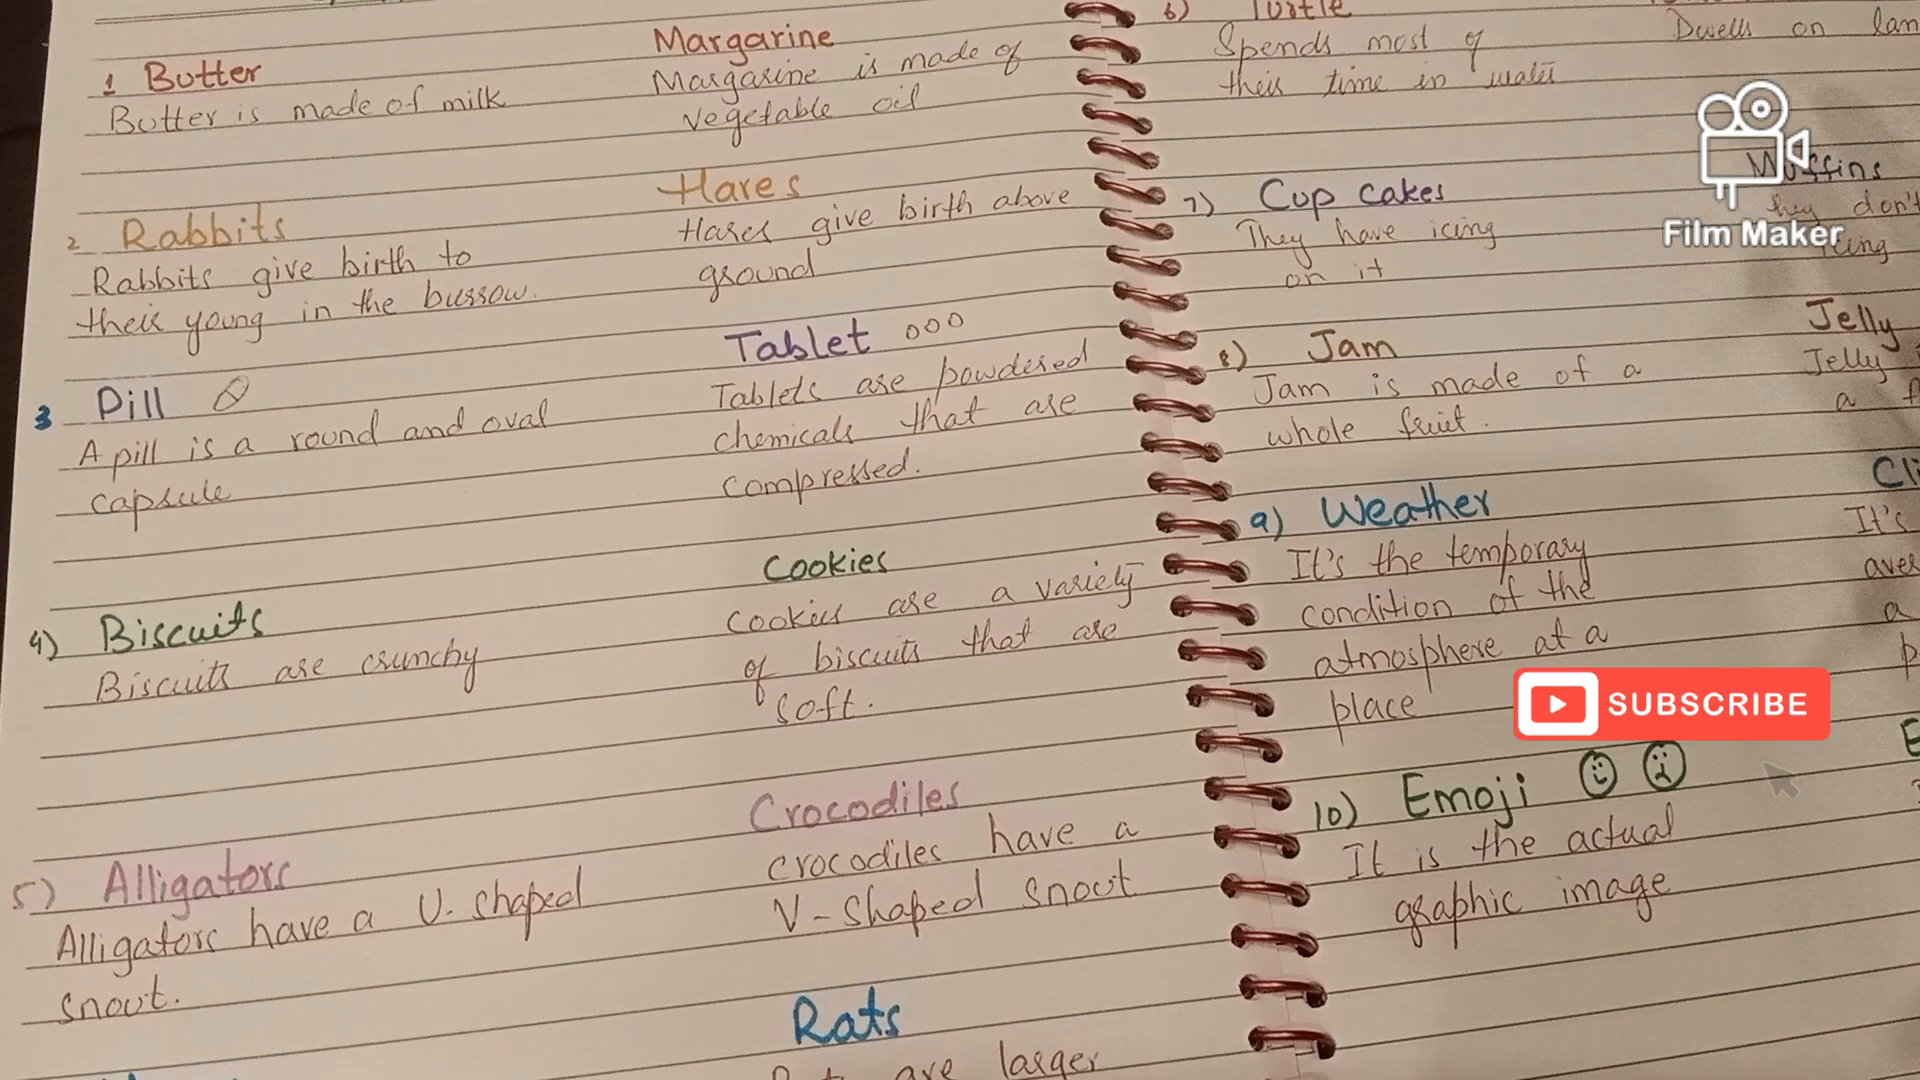 1 Butter
Butter is made of milk
Margarine
Margarine is made of
vegetable oil
2 Rabbits
Rabbits give birth to
their young in the burrow.
Hares
Hares give birth above
ground
3 Pill
A pill is a round and oval
capsule
Tablet
Tablets are powdered
chemicals that are
compressed.
4) Biscuits
Biscuits are crunchy
Cookies
Cookies are a variety
of biscuits that are
soft.
5) Alligators
Alligators have a U-shaped
snout.
Crocodiles
Crocodiles have a
V-shaped snout
Rats
are larger
6) Turtle
Spends most of
their time in water
Dwells on
7) Cup cakes
They have icing
on it
Muffins
They don't
icing
8) Jam
Jam is made of a
whole fruit.
Jelly
Jelly
a
9) Weather
It's the temporary
condition of the
atmosphere at a
place
It's
a
10) Emoji
It is the actual
graphic image
Film Maker
SUBSCRIBE